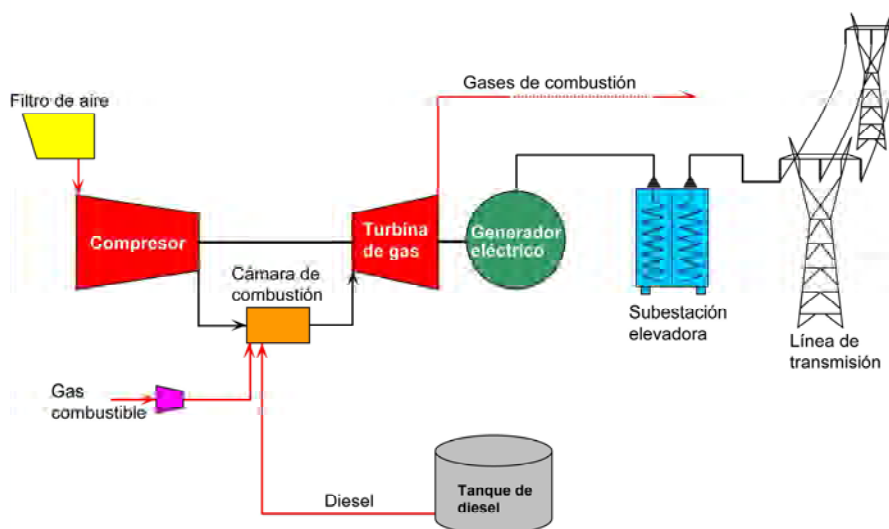 Gases de combustión
Filtro de aire
Compresor
Turbina
de gas
Generador
eléctrico
Cámara de
combustión
Subestación
elevadora
Línea de
transmisión
Gas
combustible
Diesel
Tanque de
diesel